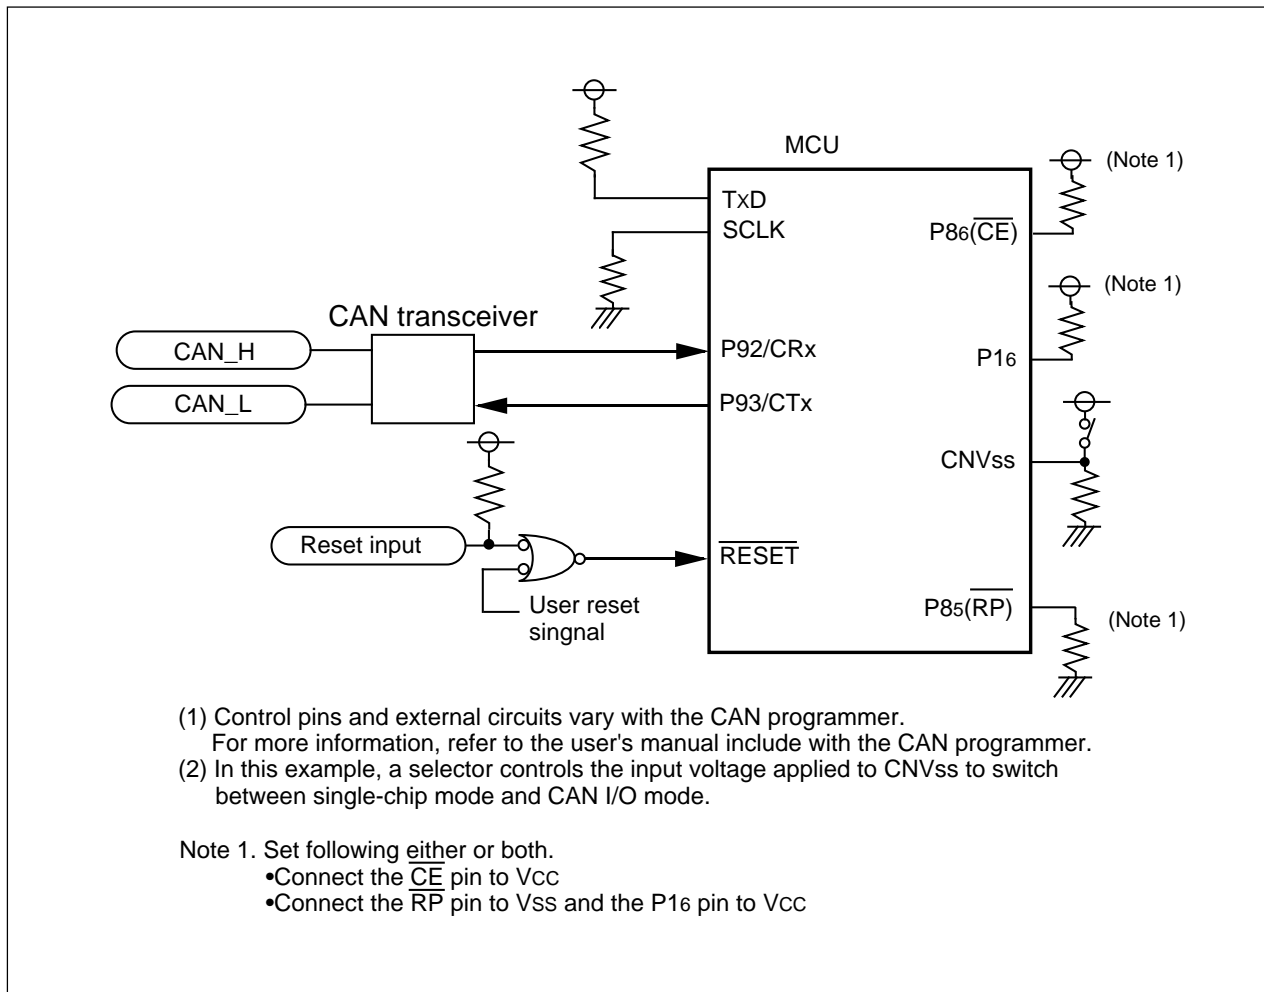 MCU
(Note 1)
TxD
SCLK
P86(CE)
(Note 1)
CAN transceiver
CAN_H
P92/CRx
P16
CAN_L
P93/CTx
CNVss
Reset input
RESET
User reset
singnal
P85(RP)
(Note 1)
(1) Control pins and external circuits vary with the CAN programmer.
For more information, refer to the user's manual include with the CAN programmer.
(2) In this example, a selector controls the input voltage applied to CNVss to switch
between single-chip mode and CAN I/O mode.
Note 1. Set following either or both.
•Connect the CE pin to VCC
•Connect the RP pin to VSS and the P16 pin to VCC